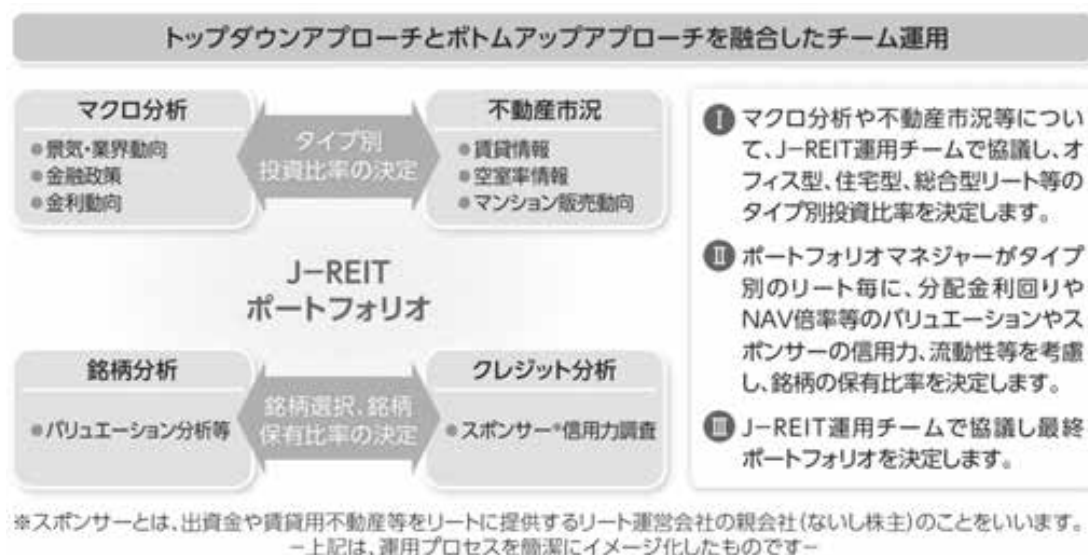 トップダウンアプローチとボトムアップアプローチを融合したチーム運用
マクロ分析
●景気・業界動向
●金融政策
●金利動向
タイプ別
投資比率の決定
不動産市況
●賃貸情報
●空室率情報
●マンション販売動向
J-REIT
ポートフォリオ
銘柄分析
●バリュエーション分析等
銘柄選択、銘柄
保有比率の決定
クレジット分析
●スポンサー*信用力調査
Ⅰ マクロ分析や不動産市況等につい
て、J-REIT運用チームで協議し、オ
フィス型、住宅型、総合型リート等の
タイプ別投資比率を決定します。
Ⅱ ポートフォリオマネジャーがタイプ
別のリート毎に、分配金利回りや
NAV倍率等のバリュエーションやス
ポンサーの信用力、流動性等を考慮
し、銘柄の保有比率を決定します。
Ⅲ J-REIT運用チームで協議し最終
ポートフォリオを決定します。
※スポンサーとは、出資金や賃貸用不動産等をリートに提供するリート運営会社の親会社(ないし株主)のことをいいます。
-上記は、運用プロセスを簡潔にイメージ化したものです-